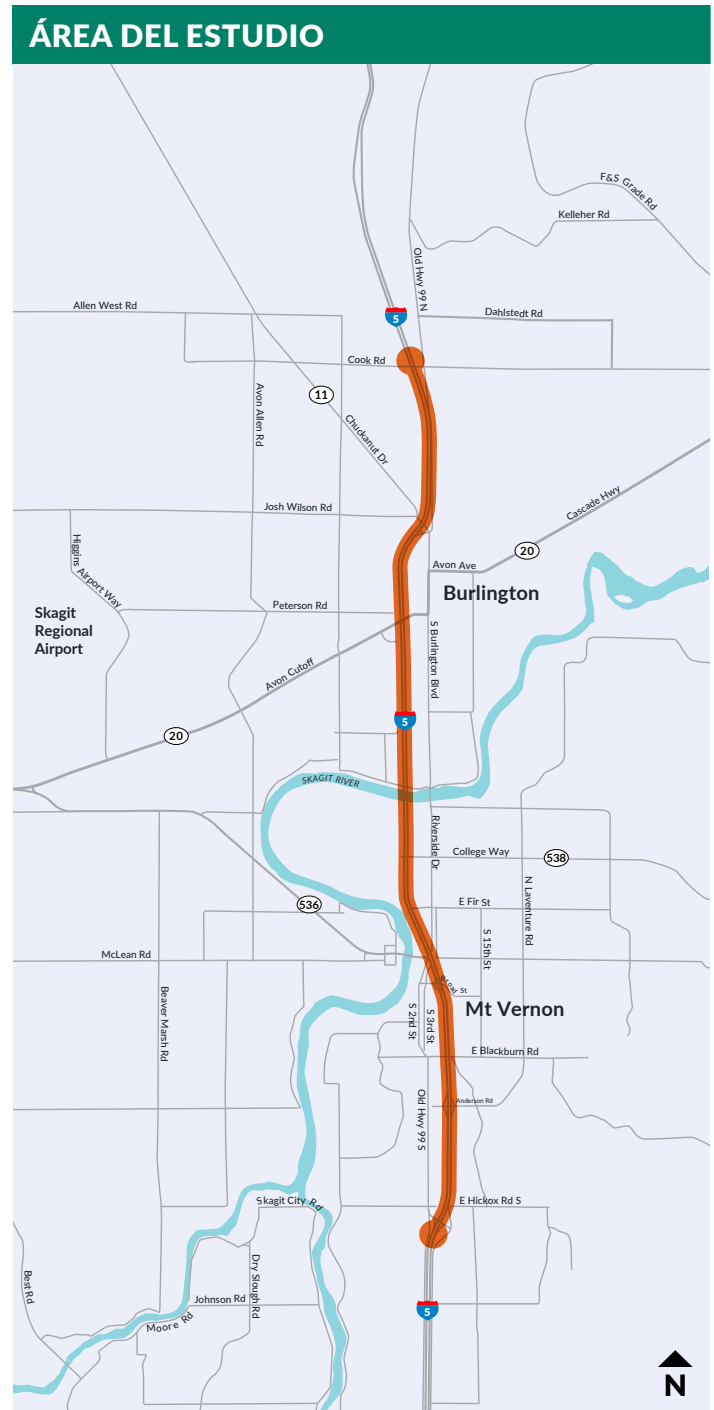 ÁREA DEL ESTUDIO
F&S Grade Rd
Kelleher Rd
Old Hwy 99 N
Allen West Rd
5
Dahlstedt Rd
Cook Rd
11
Avon Allen Rd
Chuckanut Dr
Cascade Hwy
Josh Wilson Rd
20
Higgins Airport Way
Avon Ave
Burlington
Peterson Rd
Skagit
Regional
Airport
S Burlington Blvd
Avon Cutoff
5
20
SKAGIT RIVER
Riverside Dr
College Way
538
N Laventure Rd
536
E Fir St
S 15th St
McLean Rd
Broad St
Beaver Marsh Rd
S 2nd St
S 3rd St
Mt Vernon
E Blackburn Rd
Old Hwy 99 S
Anderson Rd
Skagit City Rd
E Hickox Rd S
Best Rd
Dry Slough Rd
Johnson Rd
Moore Rd
5
N